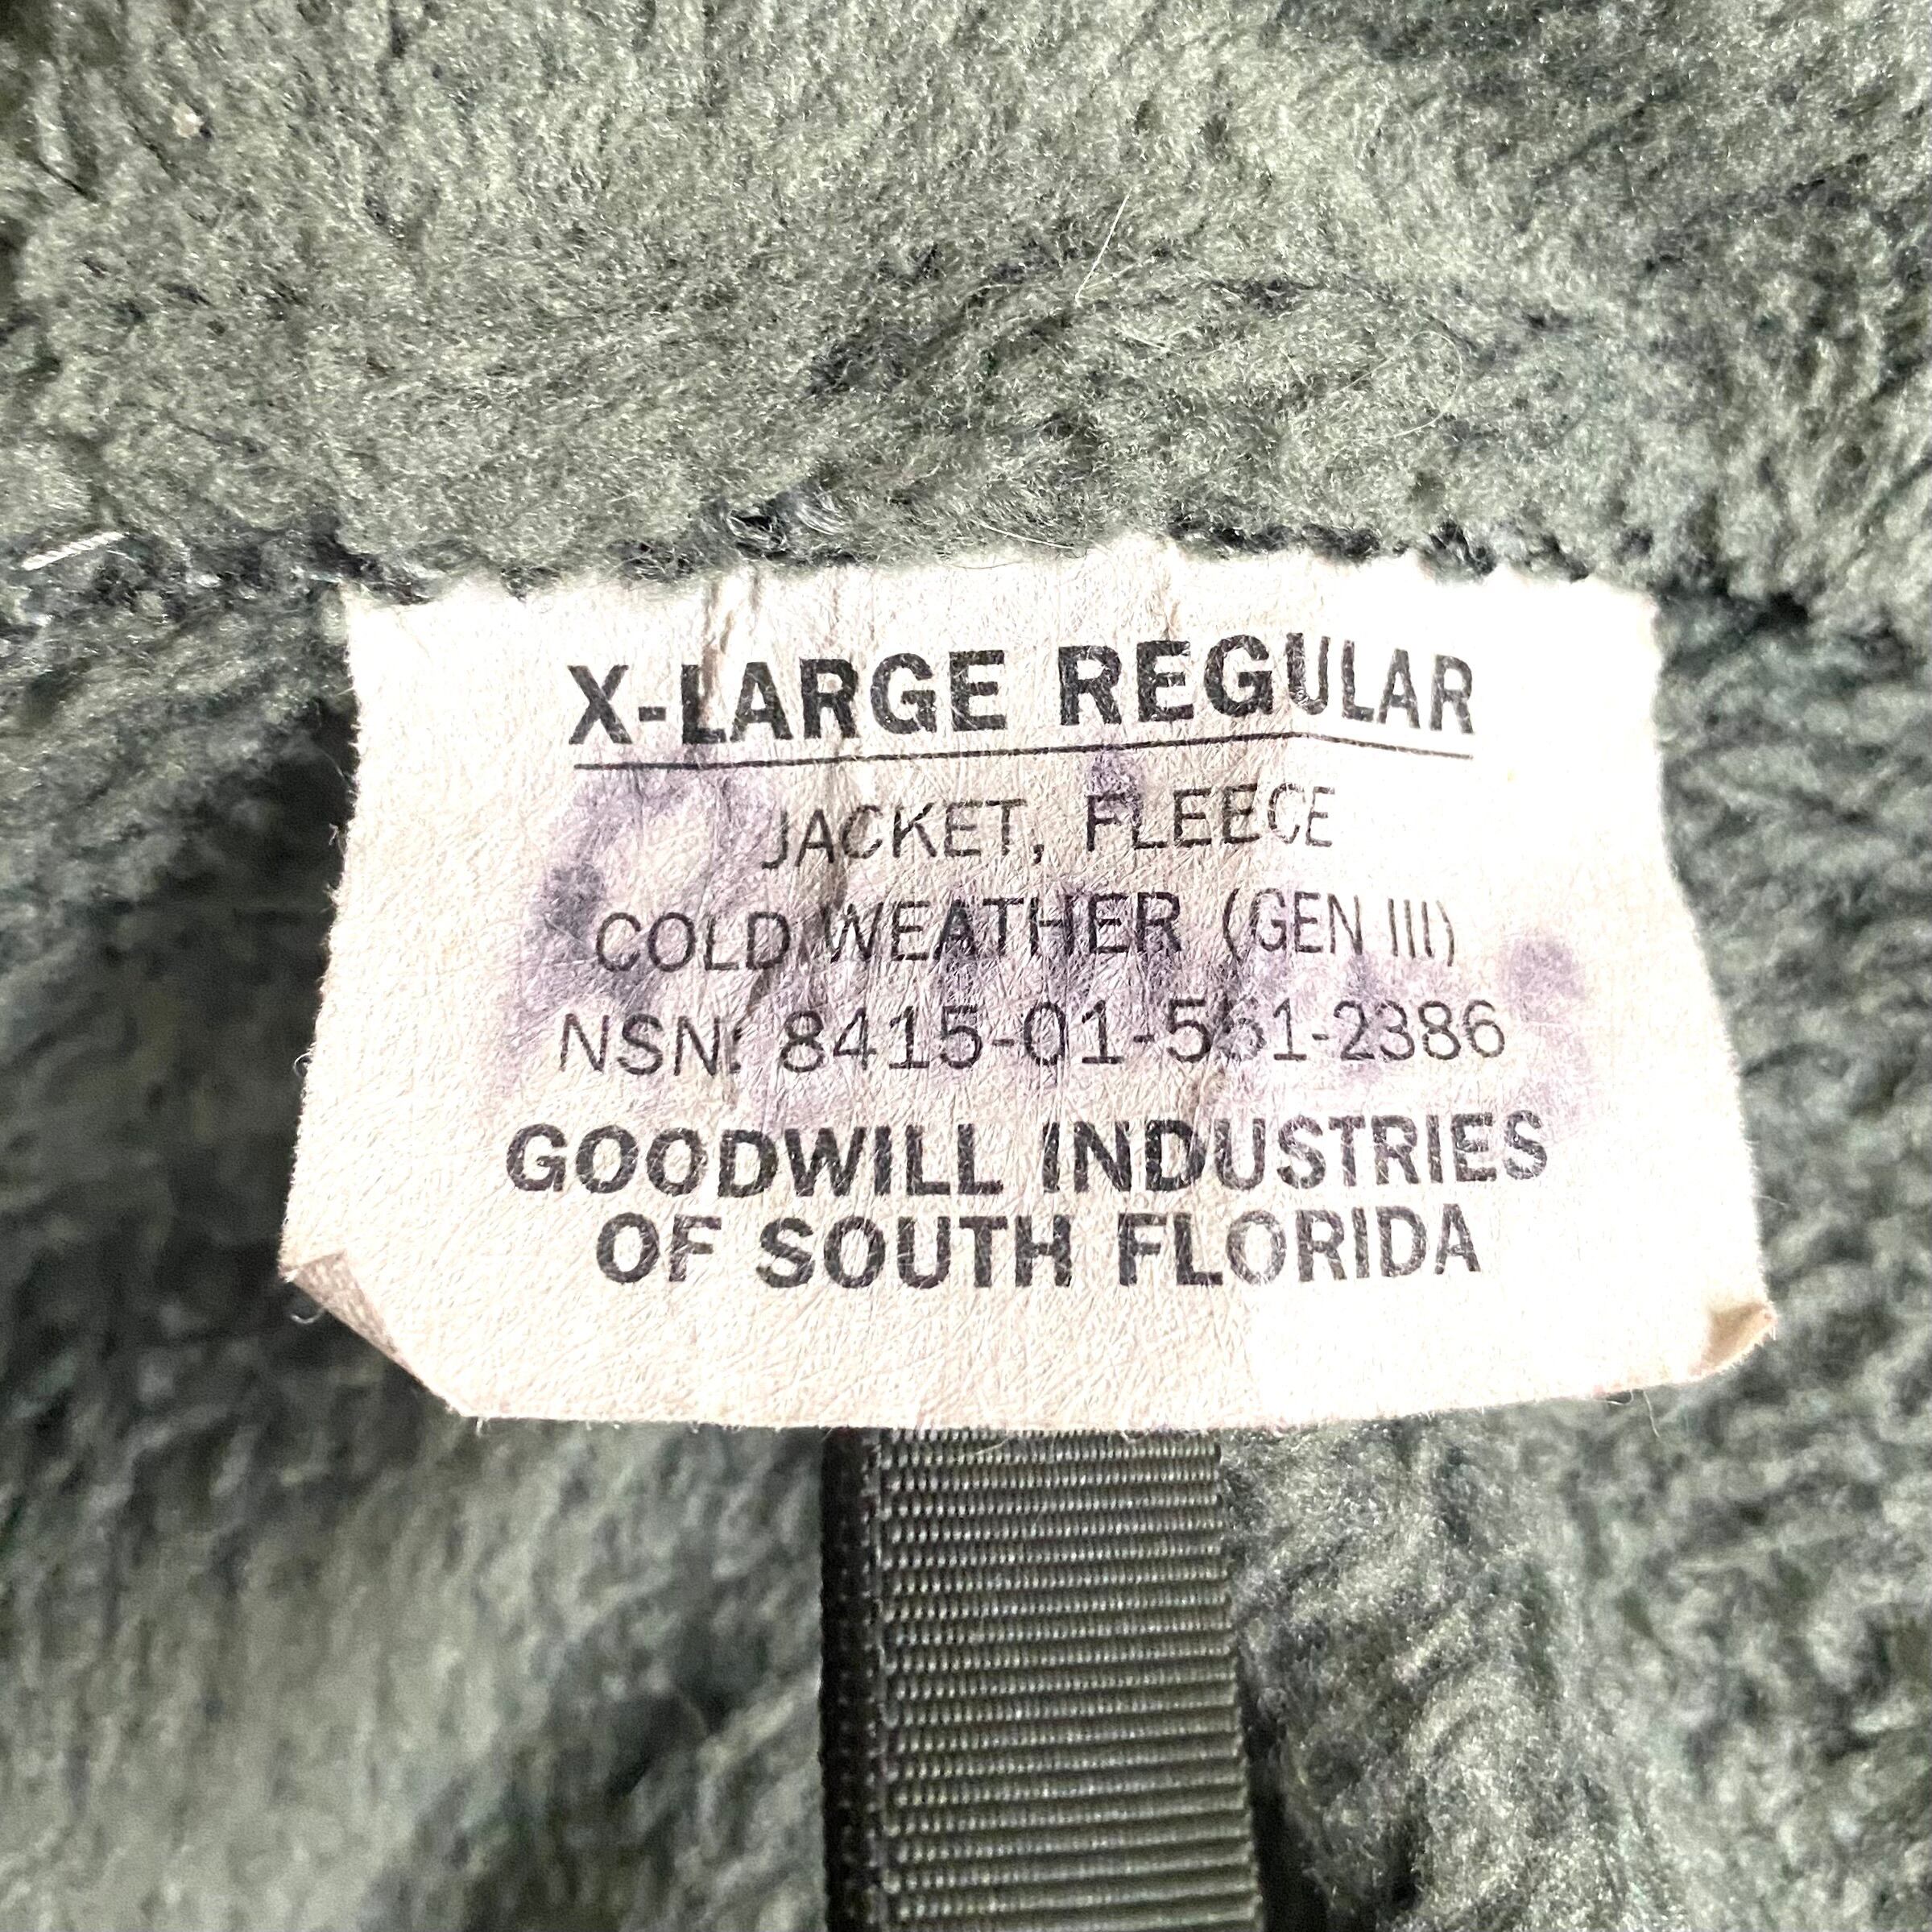 X-LARGE REGULAR
JACKET, FLEECE
COLD WEATHER (GEN III)
NSN: 8415-01-561-2386
GOODWILL INDUSTRIES
OF SOUTH FLORIDA